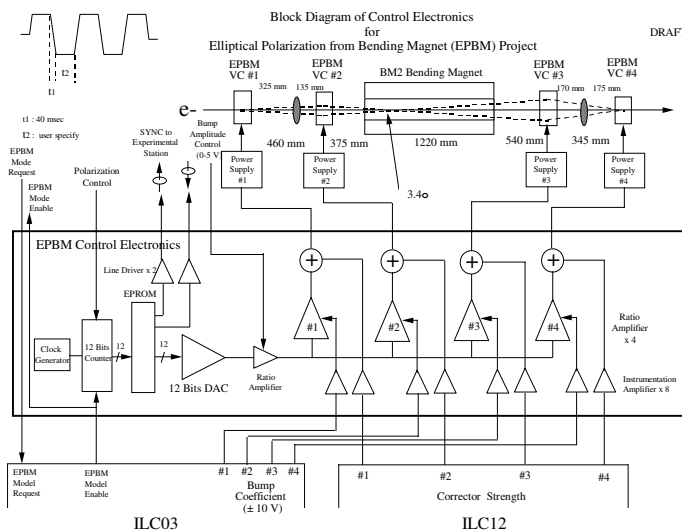 Block Diagram of Control Electronics
for
Elliptical Polarization from Bending Magnet (EPBM) Project
DRAFT
t1
t2
t1 : 40 msec
t2 : user specify
EPBM
VC #1
EPBM
VC #2
BM2 Bending Magnet
EPBM
VC #3
EPBM
VC #4
325 mm
135 mm
170 mm
175 mm
e-
460 mm
375 mm
1220 mm
540 mm
345 mm
3.4o
Power
Supply
#1
Power
Supply
#2
Power
Supply
#3
Power
Supply
#4
EPBM
Mode
Request
EPBM
Mode
Enable
Polarization
Control
SYNC to
Experimental
Station
Bump
Amplitude
Control
(0-5 V)
EPBM Control Electronics
Line Driver x 2
EPROM
Clock
Generator
12 Bits
Counter
12
12
12 Bits DAC
Ratio
Amplifier
+
+
+
+
#1
#2
#3
#4
Ratio
Amplifier
x 4
Instrumentation
Amplifier x 8
EPBM
Model
Request
EPBM
Model
Enable
#1
#2
#3
#4
Bump
Coefficient
(± 10 V)
#1
#2
#3
#4
Corrector Strength
ILC03
ILC12